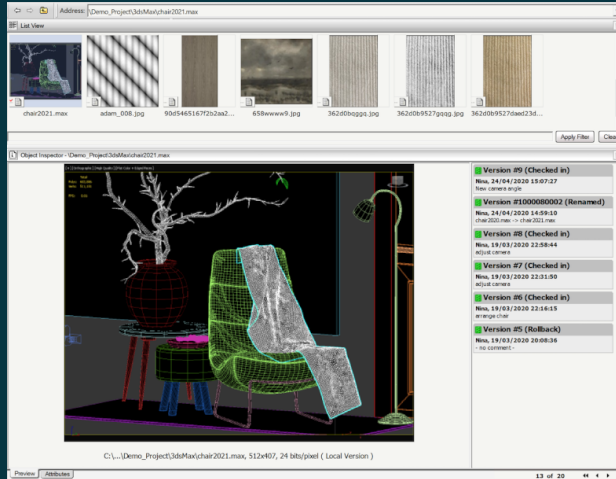 Address: \Demo_Project\3dsMax\chair2021.max
List View
chair2021.max
adam_008.jpg
90d5465167f2b2aa2...
658wwww9.jpg
362d0bqggq.jpg
362d0b9527gqqg.jpg
362d0b9527daed23d...
Apply Filter
Clea
Object Inspector - \Demo_Project\3dsMax\chair2021.max
Version #9 (Checked in)
Nina, 24/04/2020 15:07:27
New camera angle
Version #1000080002 (Renamed)
Nina, 24/04/2020 14:59:10
chair2020.max -> chair2021.max
Version #8 (Checked in)
Nina, 19/03/2020 22:58:44
adjust camera
Version #7 (Checked in)
Nina, 19/03/2020 22:31:50
adjust camera
Version #6 (Checked in)
Nina, 19/03/2020 22:16:15
arrange chair
Version #5 (Rollback)
Nina, 19/03/2020 20:08:36
- no comment -
C:\...\Demo_Project\3dsMax\chair2021.max, 512x407, 24 bits/pixel ( Local Version )
Preview
Attributes
13 of 20